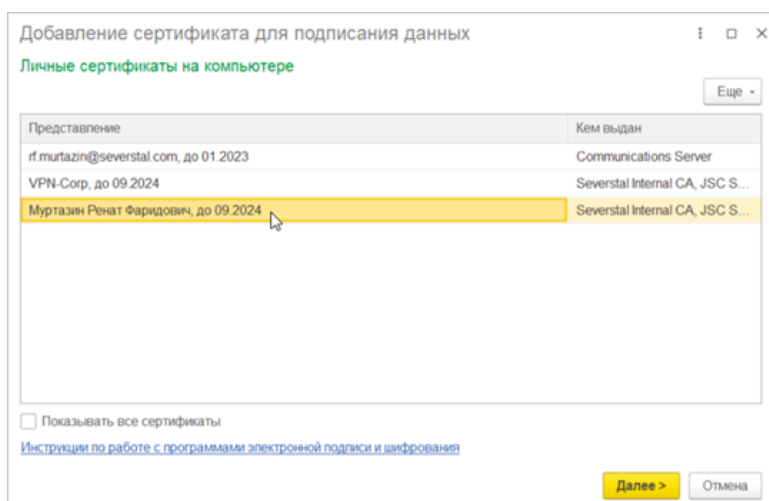 Добавление сертификата для подписания данных
Личные сертификаты на компьютере
Еще
Представление Кем выдан
rf.murtazin@severstal.com, до 01.2023 Communications Server
VPN-Corp, до 09.2024 Severstal Internal CA, JSC S...
Муртазин Ренат Фаридович, до 09.2024 Severstal Internal CA, JSC S...
Показывать все сертификаты
Инструкции по работе с программами электронной подписи и шифрования
Далее > Отмена